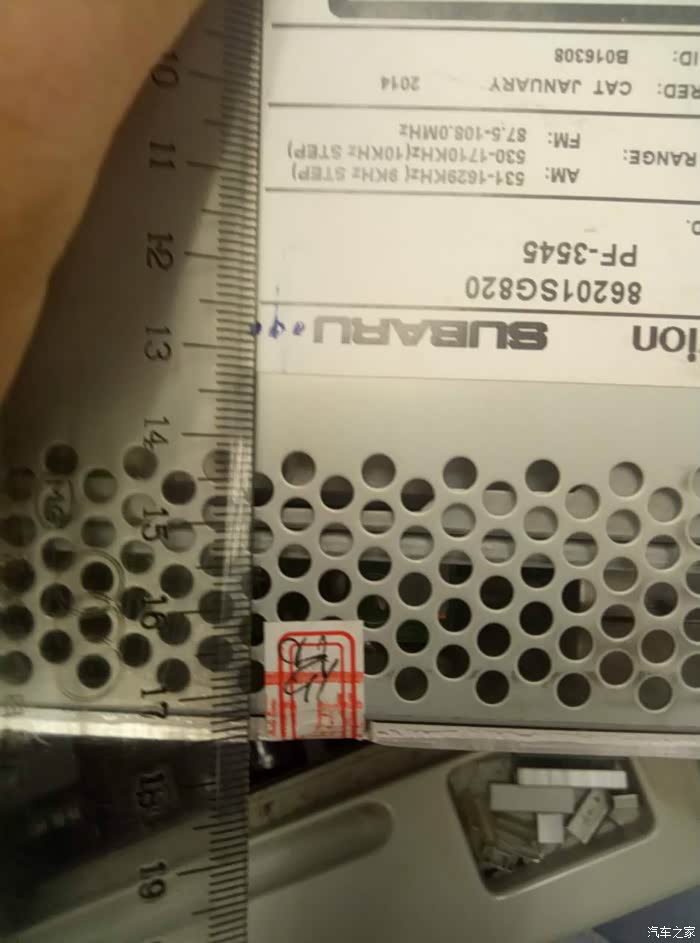 ion SUBARU
86201SG820
PF-3545
RANGE: AM: 531-1629KHz( 9KHz STEP)
530-1710KHz(10KHz STEP)
FM: 87.5-108.0MHz
RED: CAT JANUARY 2014
ID: B016308
10
11
12
13
14
15
16
17
18
19
MC
汽车之家